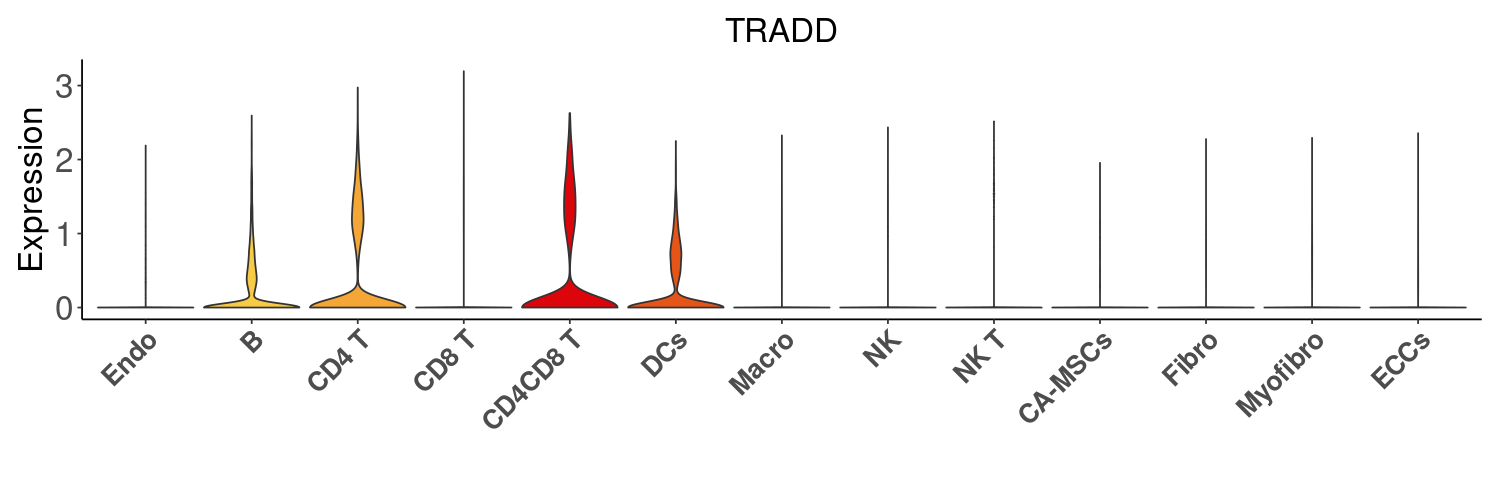 TRADD
Expression
3
2
1
0
Endo
B
CD4 T
CD8 T
CD4CD8 T
DCs
Macro
NK
NK T
CA-MSCs
Fibro
Myofibro
ECCs